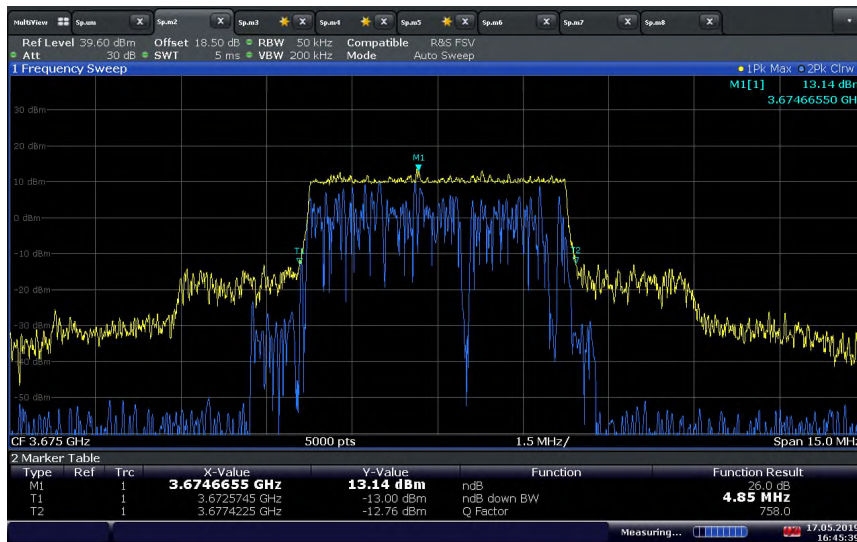 MultiView Sp.um X Sp.m2 X Sp.m3 X Sp.m4 X Sp.m5 X Sp.m6 X Sp.m7 X Sp.m8 X
Ref Level 39.60 dBm Offset 18.50 dB RBW 50 kHz Compatible R&S FSV
Att 30 dB SWT 5 ms VBW 200 kHz Mode Auto Sweep
1 Frequency Sweep 1Pk Max 2Pk Clrw
M1[1] 13.14 dBm
3.67466550 GH
30 dBm
20 dBm
M1
10 dBm
0 dBm
-10 dBm
T1
T2
-20 dBm
-30 dBm
-40 dBm
-50 dBm
CF 3.675 GHz 5000 pts 1.5 MHz/ Span 15.0 MHz
2 Marker Table
Type Ref Trc X-Value Y-Value Function Function Result
M1 1 3.6746655 GHz 13.14 dBm ndB 26.0 dB
T1 1 3.6725745 GHz -13.00 dBm ndB down BW 4.85 MHz
T2 1 3.6774225 GHz -12.76 dBm Q Factor 758.0
Measuring... 17.05.2019
16:45:39